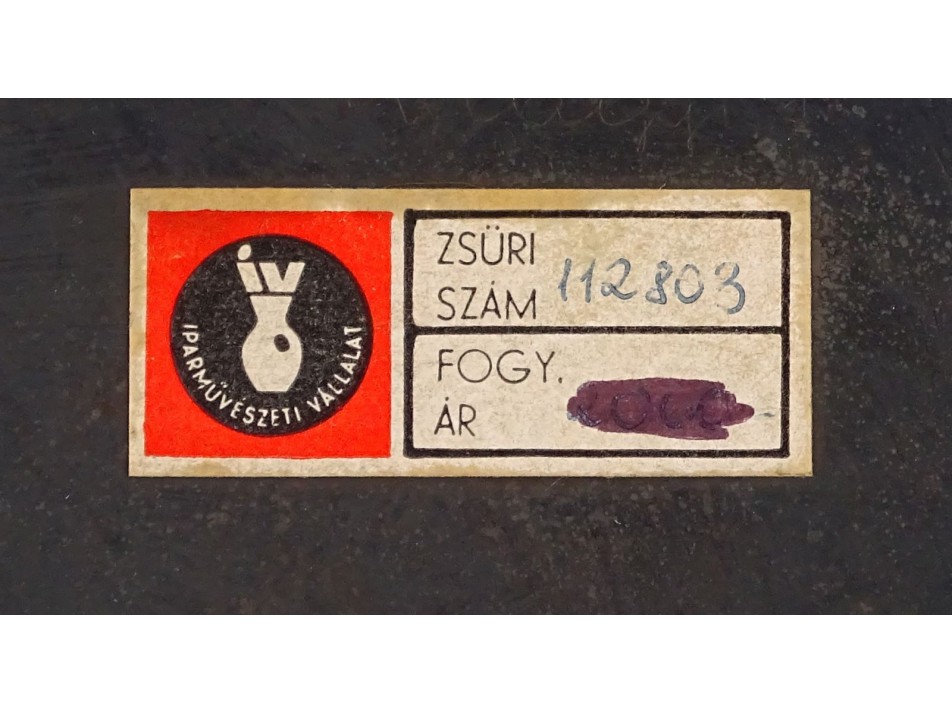 iv
IPARMŰVÉSZETI VÁLLALAT
ZSÜRI
SZÁM 112803
FOGY.
ÁR